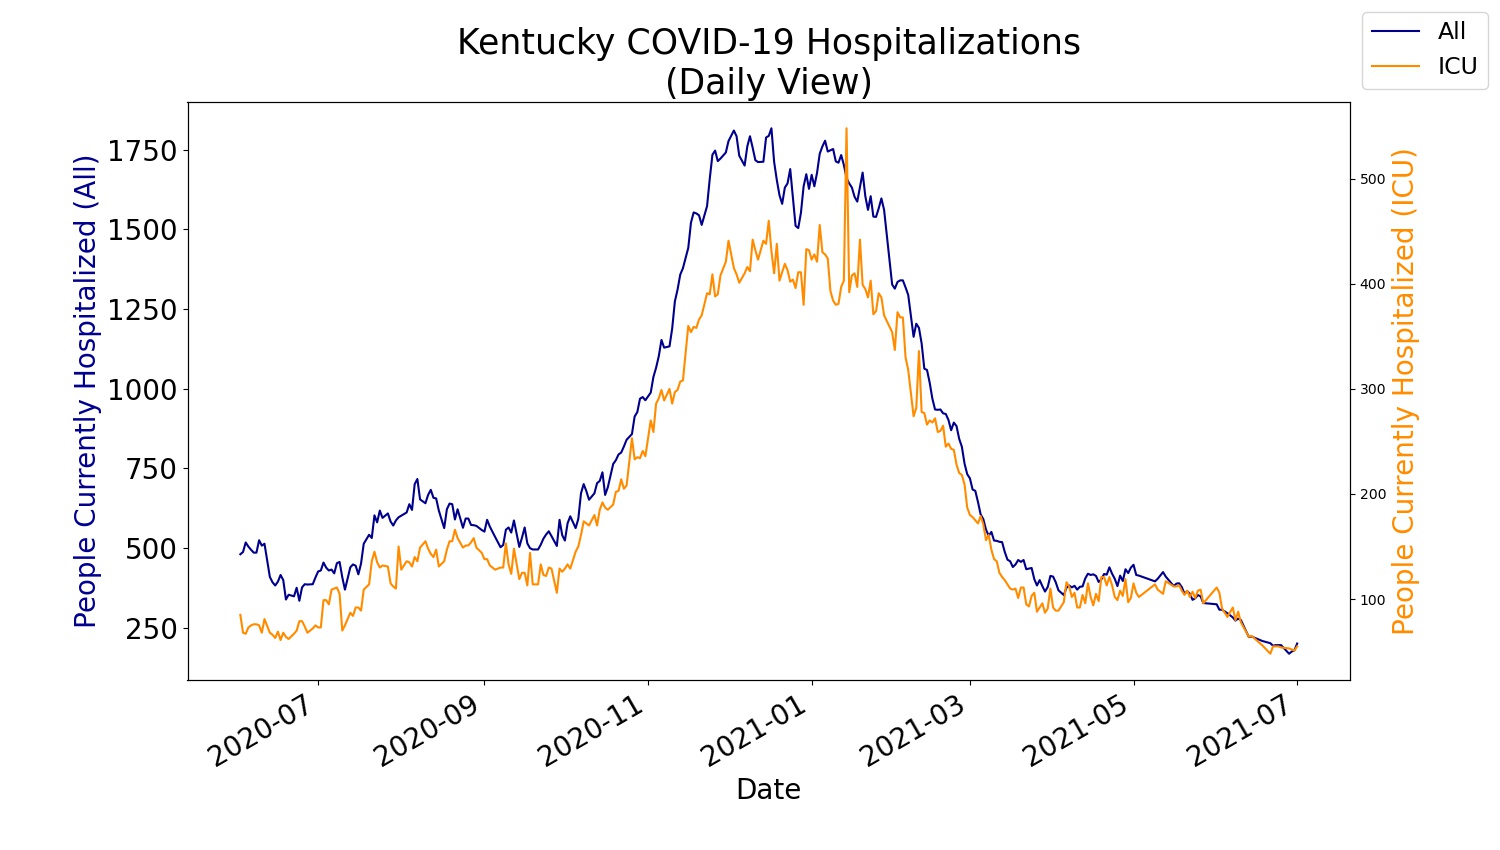 Kentucky COVID-19 Hospitalizations
(Daily View)
All
ICU
People Currently Hospitalized (All)
1750
1500
1250
1000
750
500
250
500
400
300
200
100
People Currently Hospitalized (ICU)
2020-07
2020-09
2020-11
2021-01
2021-03
2021-05
2021-07
Date